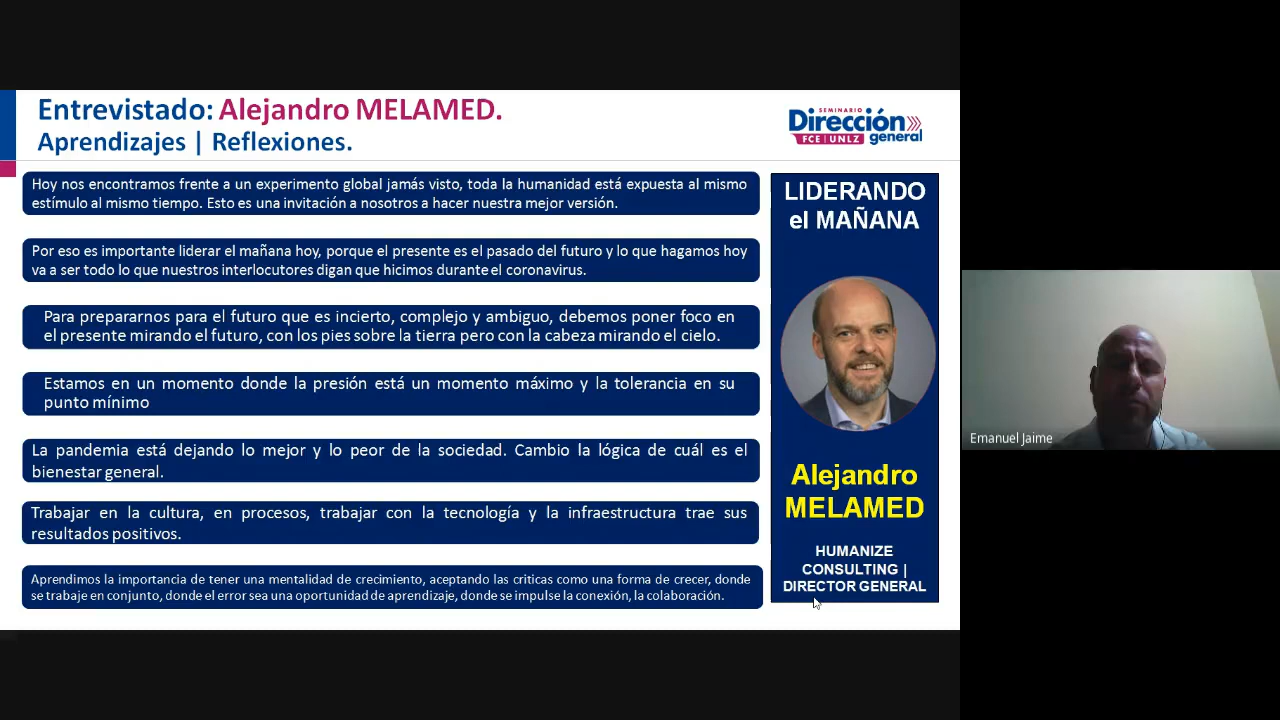 Entrevistado: Alejandro MELAMED.
Aprendizajes | Reflexiones.
SEMINARIO
Dirección
FCE | UNLZ general
Hoy nos encontramos frente a un experimento global jamás visto, toda la humanidad está expuesta al mismo
estímulo al mismo tiempo. Esto es una invitación a nosotros a hacer nuestra mejor versión.
Por eso es importante liderar el mañana hoy, porque el presente es el pasado del futuro y lo que hagamos hoy
va a ser todo lo que nuestros interlocutores digan que hicimos durante el coronavirus.
Para prepararnos para el futuro que es incierto, complejo y ambiguo, debemos poner foco en
el presente mirando el futuro, con los pies sobre la tierra pero con la cabeza mirando el cielo.
Estamos en un momento donde la presión está un momento máximo y la tolerancia en su
punto mínimo
La pandemia está dejando lo mejor y lo peor de la sociedad. Cambio la lógica de cuál es el
bienestar general.
Trabajar en la cultura, en procesos, trabajar con la tecnología y la infraestructura trae sus
resultados positivos.
Aprendimos la importancia de tener una mentalidad de crecimiento, aceptando las criticas como una forma de crecer, donde
se trabaje en conjunto, donde el error sea una oportunidad de aprendizaje, donde se impulse la conexión, la colaboración.
LIDERANDO
el MAÑANA
Alejandro
MELAMED
HUMANIZE
CONSULTING |
DIRECTOR GENERAL
Emanuel Jaime